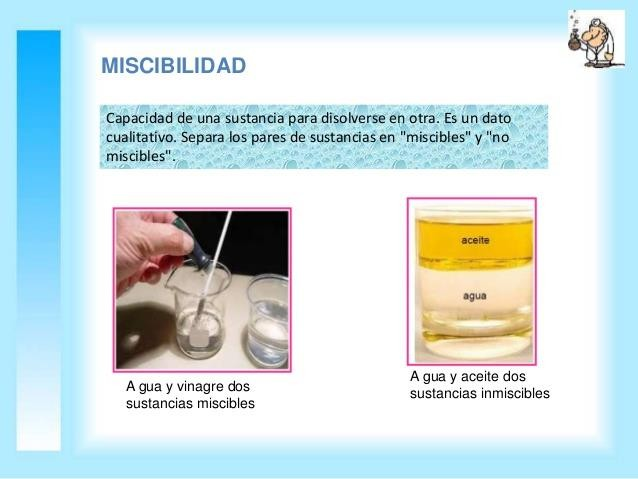 MISCIBILIDAD
Capacidad de una sustancia para disolverse en otra. Es un dato
cualitativo. Separa los pares de sustancias en "miscibles" y "no
miscibles".
aceite
agua
A gua y vinagre dos
sustancias miscibles
A gua y aceite dos
sustancias inmiscibles